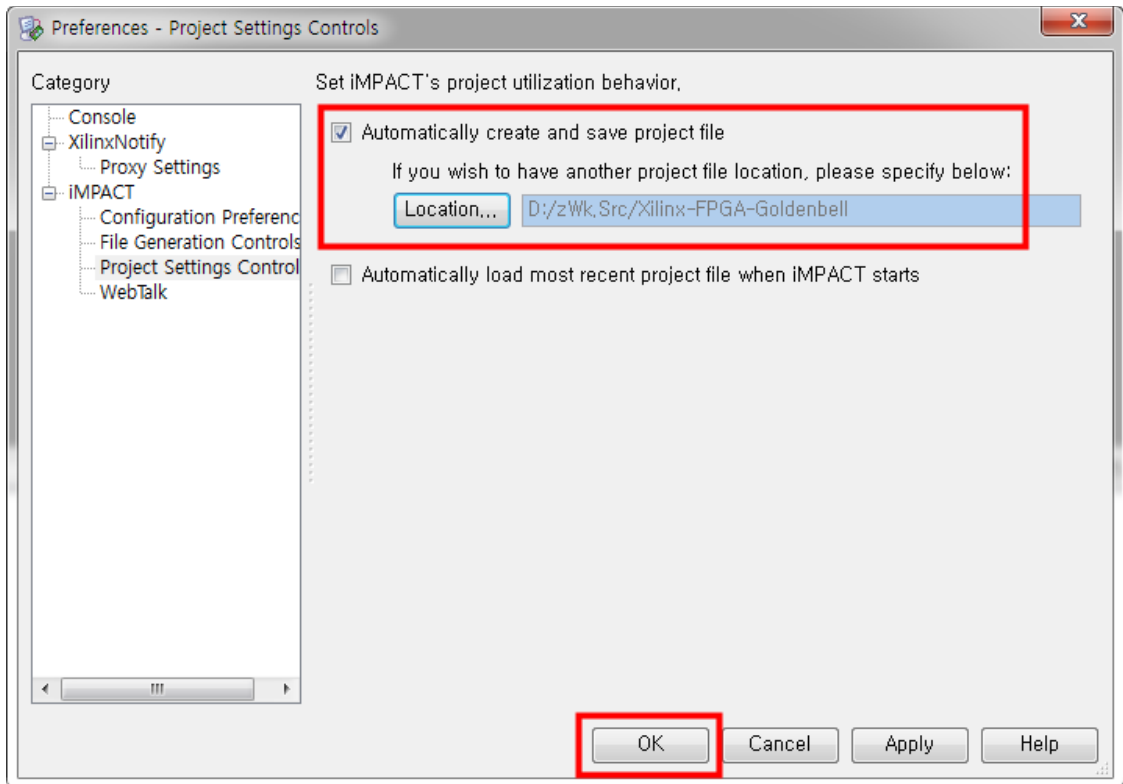 Preferences - Project Settings Controls
Category
Console
XilinxNotify
Proxy Settings
iMPACT
Configuration Preferenc
File Generation Controls
Project Settings Control
WebTalk
Set iMPACT's project utilization behavior,
Automatically create and save project file
If you wish to have another project file location, please specify below:
Location,,,
D:/zWk,Src/Xilinx-FPGA-Goldenbell
Automatically load most recent project file when iMPACT starts
OK Cancel Apply Help